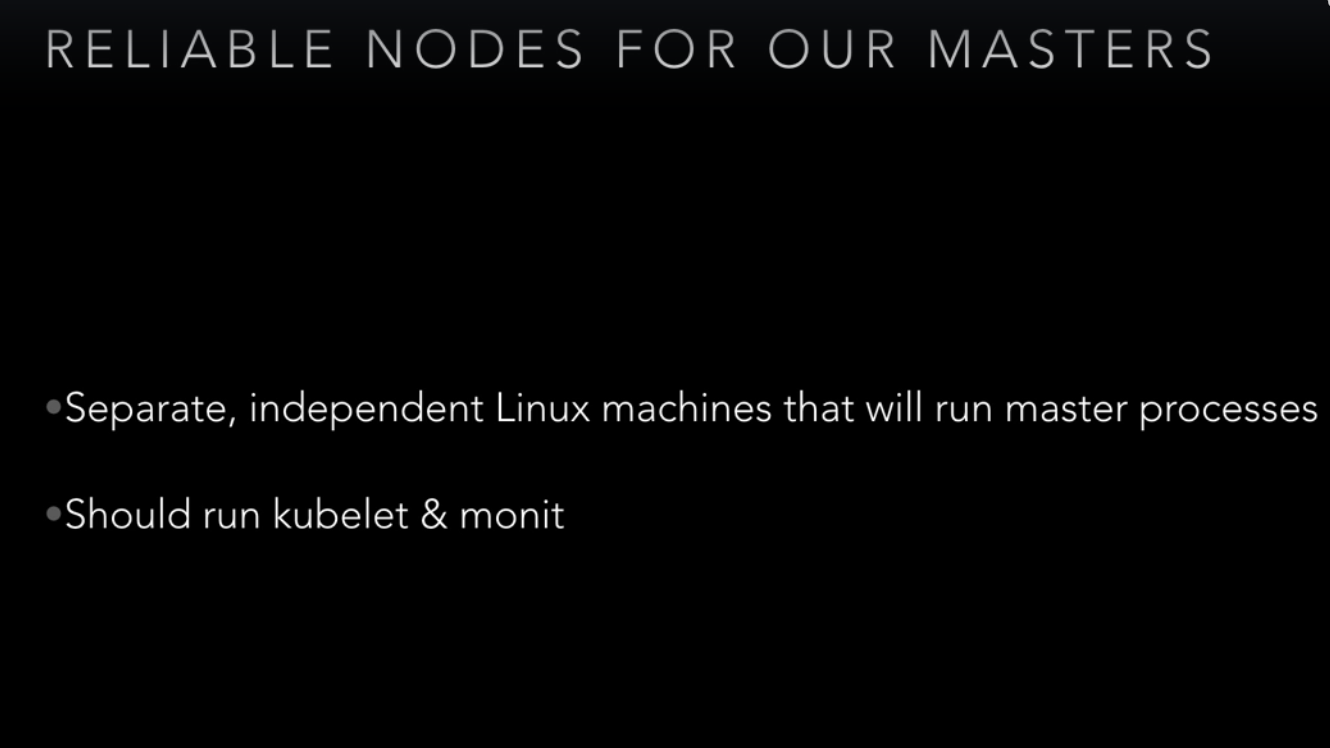 RELIABLE NODES FOR OUR MASTERS
•Separate, independent Linux machines that will run master processes
•Should run kubelet & monit